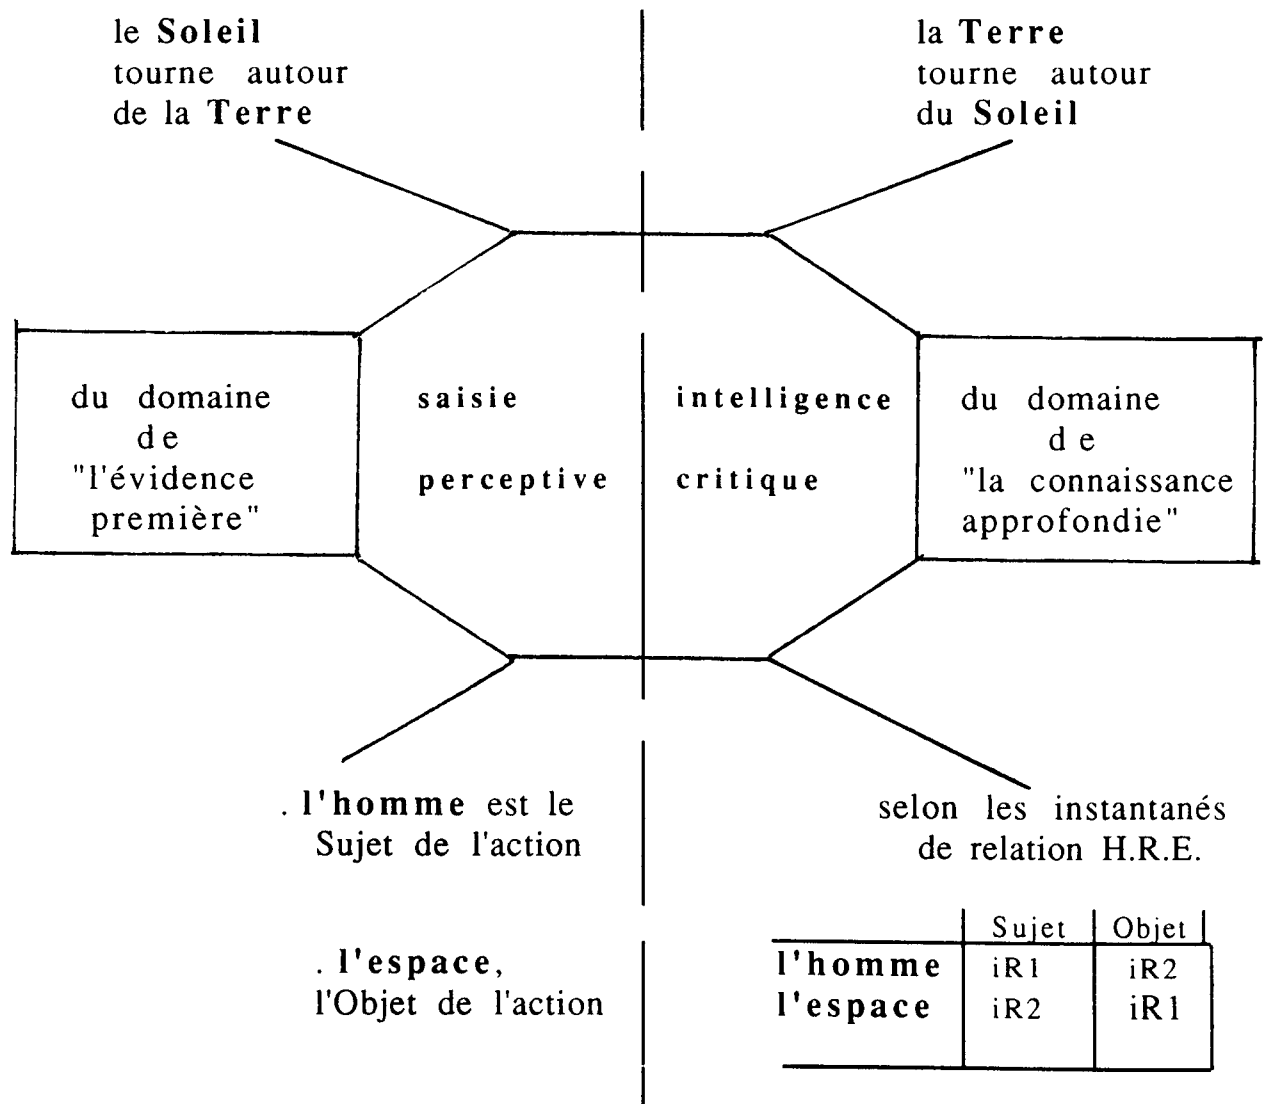 le Soleil
tourne autour
de la Terre
la Terre
tourne autour
du Soleil
du domaine
de
"l'évidence
première"
saisie
perceptive
intelligence
critique
du domaine
de
"la connaissance
approfondie"
. l'homme est le
Sujet de l'action
. l'espace,
l'Objet de l'action
selon les instantanés
de relation H.R.E.
Sujet Objet
l'homme iR1 iR2
l'espace iR2 iR1